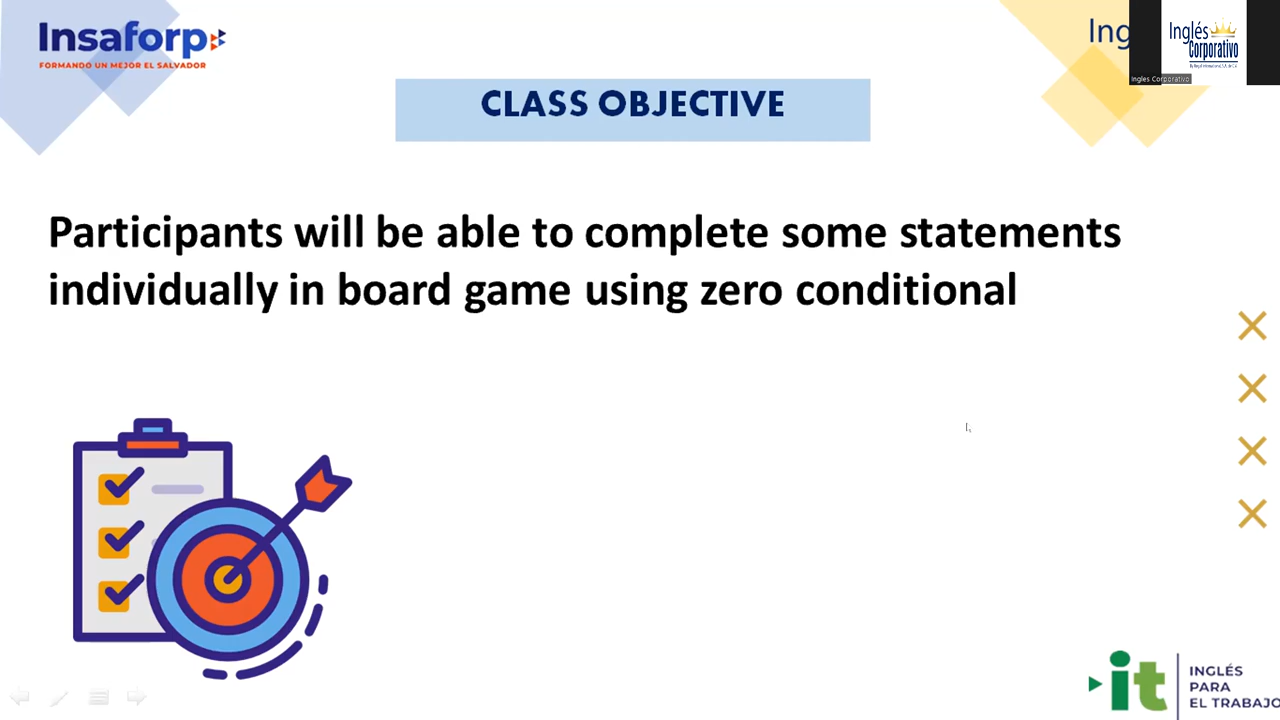 Insaforp
FORMANDO UN MEJOR EL SALVADOR
Ing
Inglés
Corporativo
Ingles Corporativo
CLASS OBJECTIVE
Participants will be able to complete some statements
individually in board game using zero conditional
it
INGLÉS
PARA
EL TRABAJO